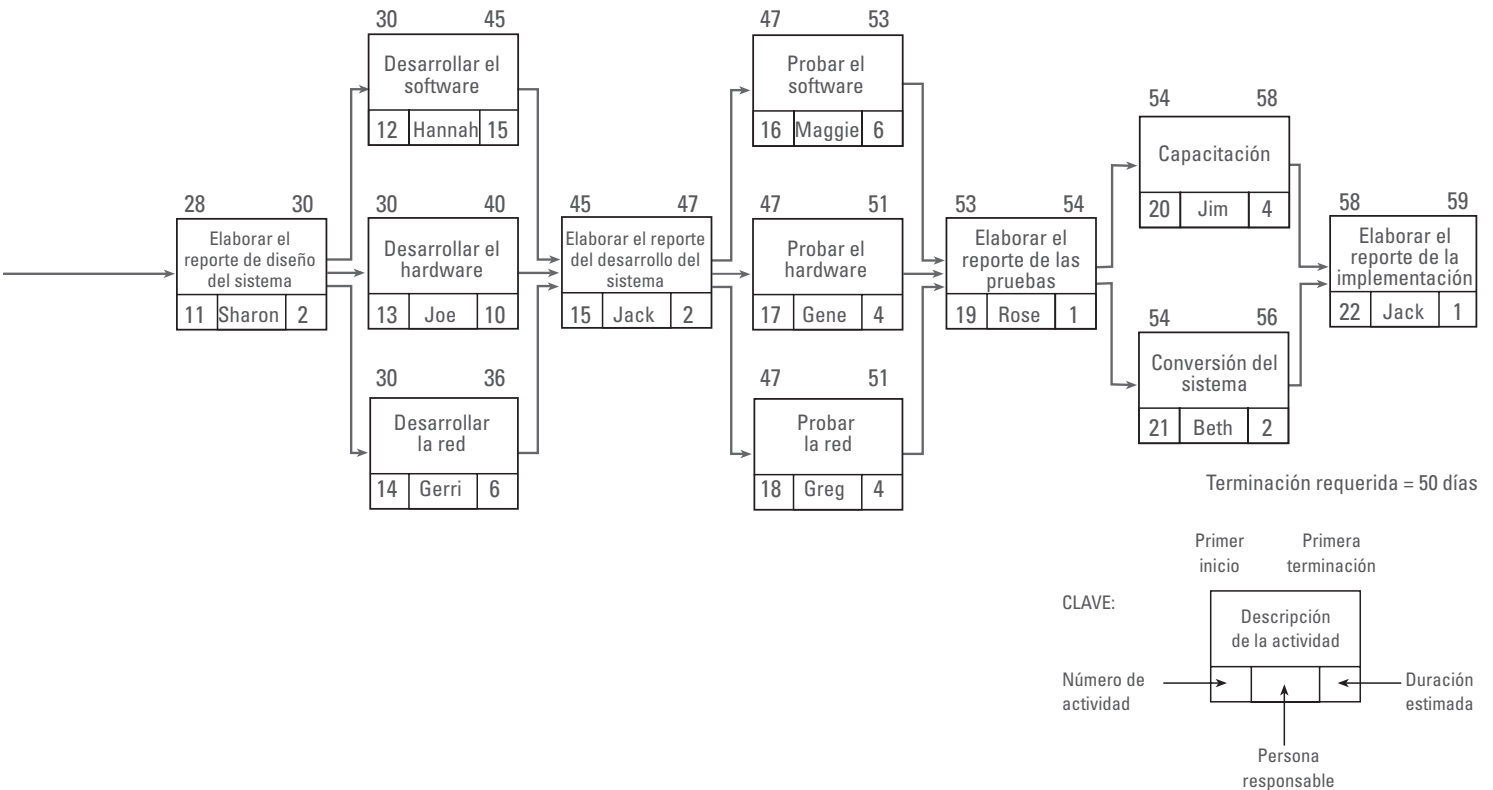 28 30
Elaborar el
reporte de diseño
del sistema
11 Sharon 2
30 45
Desarrollar el
software
12 Hannah 15
30 40
Desarrollar el
hardware
13 Joe 10
30 36
Desarrollar
la red
14 Gerri 6
45 47
Elaborar el reporte
del desarrollo del
sistema
15 Jack 2
47 53
Probar el
software
16 Maggie 6
47 51
Probar el
hardware
17 Gene 4
47 51
Probar
la red
18 Greg 4
53 54
Elaborar el
reporte de las
pruebas
19 Rose 1
54 58
Capacitación
20 Jim 4
54 56
Conversión del
sistema
21 Beth 2
58 59
Elaborar el
reporte de la
implementación
22 Jack 1
Terminación requerida = 50 días
CLAVE:
Primer
inicio
Primera
terminación
Descripción
de la actividad
Número de
actividad
Duración
estimada
Persona
responsable